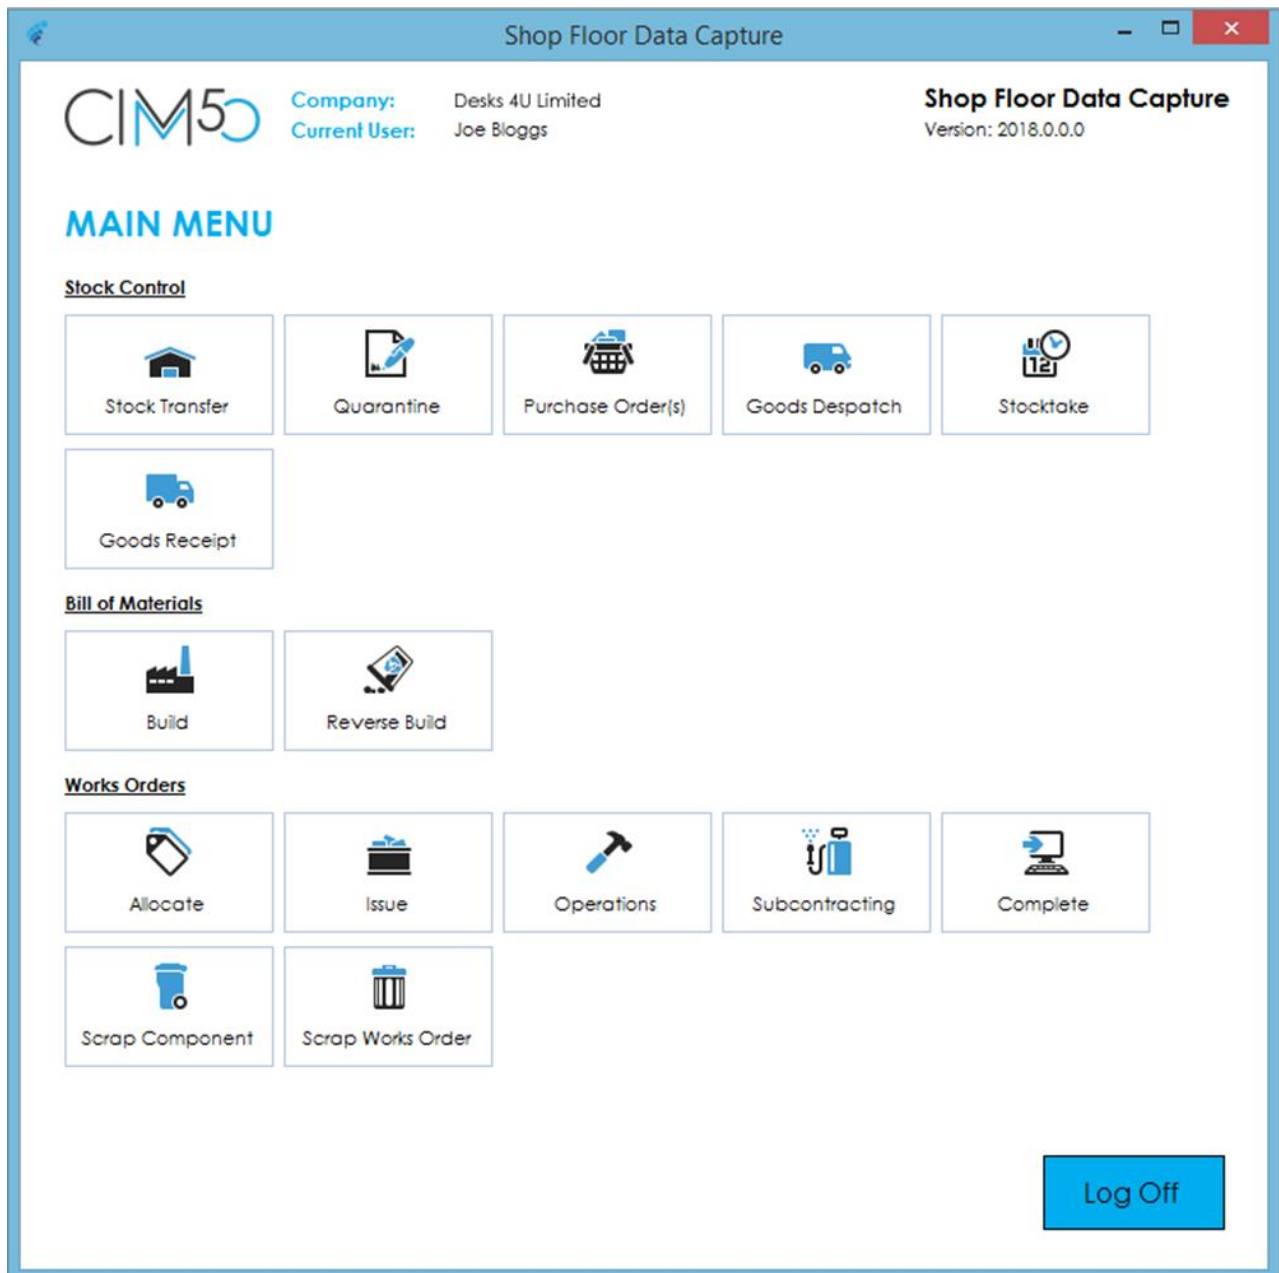 Shop Floor Data Capture
CIM50
Company: Desks 4U Limited
Current User: Joe Bloggs
Shop Floor Data Capture
Version: 2018.0.0.0
MAIN MENU
Stock Control
Stock Transfer
Quarantine
Purchase Order(s)
Goods Despatch
12
Stocktake
Goods Receipt
Bill of Materials
Build
Reverse Build
Works Orders
Allocate
Issue
Operations
Subcontracting
Complete
Scrap Component
Scrap Works Order
Log Off